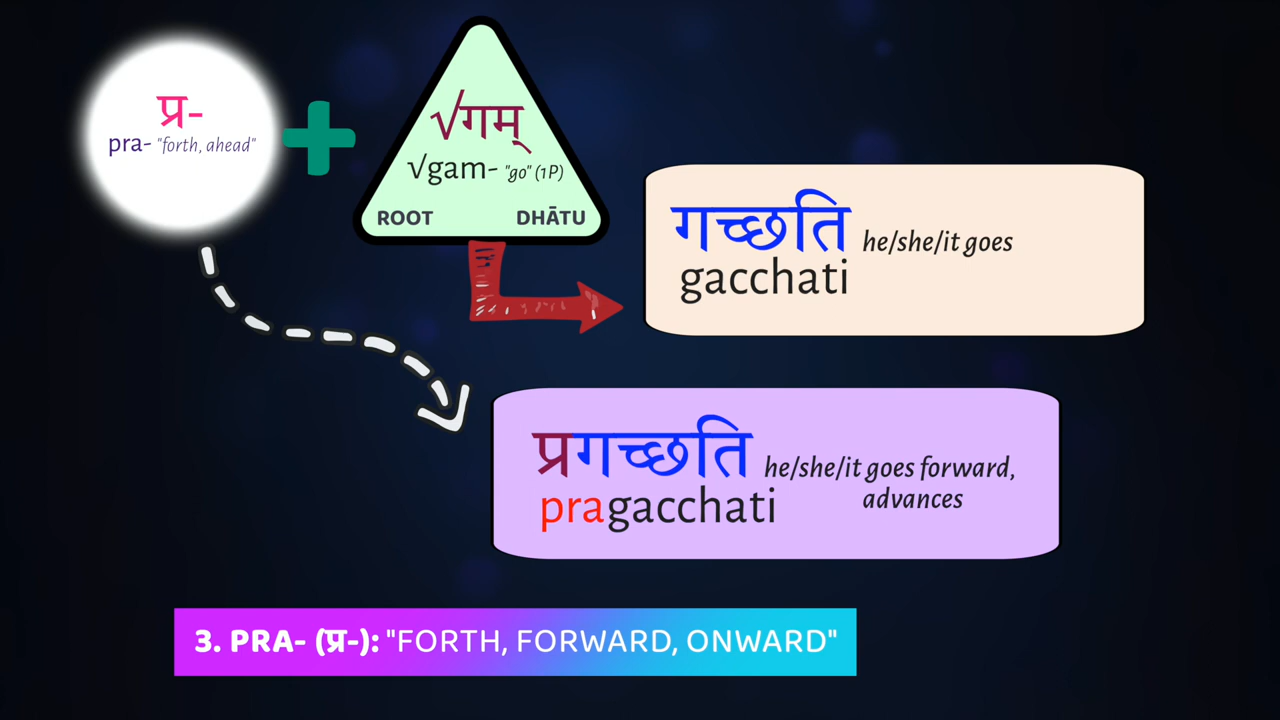 प्र-
pra- "forth, ahead"
√गम्
√gam- "go" (1P)
ROOT DHĀTU
गच्छति he/she/it goes
gacchati
प्रगच्छति he/she/it goes forward,
advances
pragacchati
3. PRA- (प्र-): "FORTH, FORWARD, ONWARD"